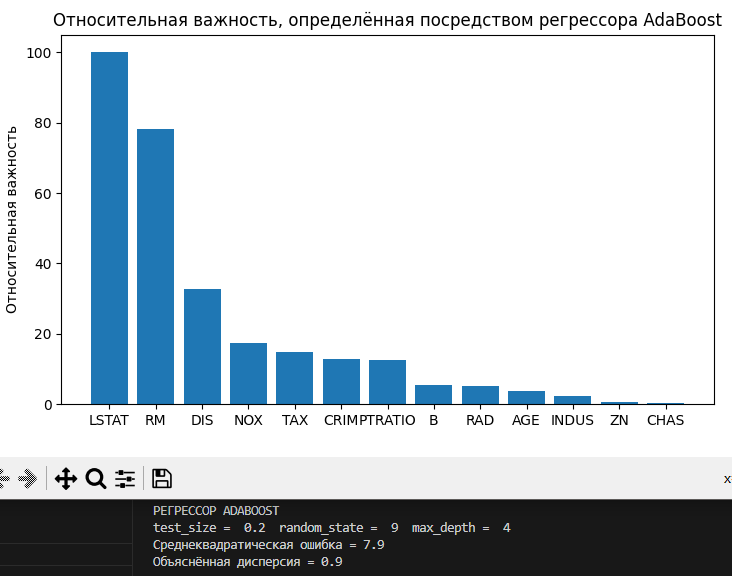 Относительная важность, определённая посредством регрессора AdaBoost
Относительная важность
100
80
60
40
20
0
LSTAT RM DIS NOX TAX CRIM PTRATIO B RAD AGE INDUS ZN CHAS
x
РЕГРЕССОР ADABOOST
test_size =  0.2  random_state =  9  max_depth =  4
Среднеквадратическая ошибка = 7.9
Объяснённая дисперсия = 0.9